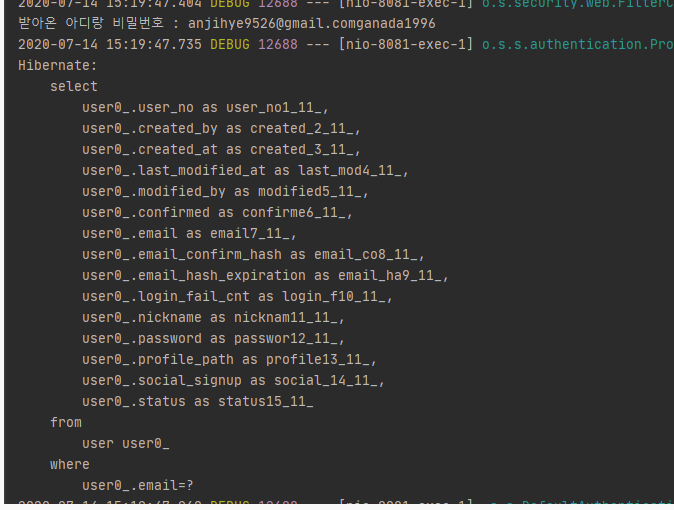 2020-07-14 15:19:47.404 DEBUG 12688 --- [nio-8081-exec-1] o.s.security.web.FilterC
받아온 아디랑 비밀번호 : anjihye9526@gmail.comganada1996
2020-07-14 15:19:47.735 DEBUG 12688 --- [nio-8081-exec-1] o.s.s.authentication.Pro
Hibernate:
select
user0_.user_no as user_no1_11_,
user0_.created_by as created_2_11_,
user0_.created_at as created_3_11_,
user0_.last_modified_at as last_mod4_11_,
user0_.modified_by as modified5_11_,
user0_.confirmed as confirme6_11_,
user0_.email as email7_11_,
user0_.email_confirm_hash as email_co8_11_,
user0_.email_hash_expiration as email_ha9_11_,
user0_.login_fail_cnt as login_f10_11_,
user0_.nickname as nicknam11_11_,
user0_.password as passwor12_11_,
user0_.profile_path as profile13_11_,
user0_.social_signup as social_14_11_,
user0_.status as status15_11_
from
user user0_
where
user0_.email=?